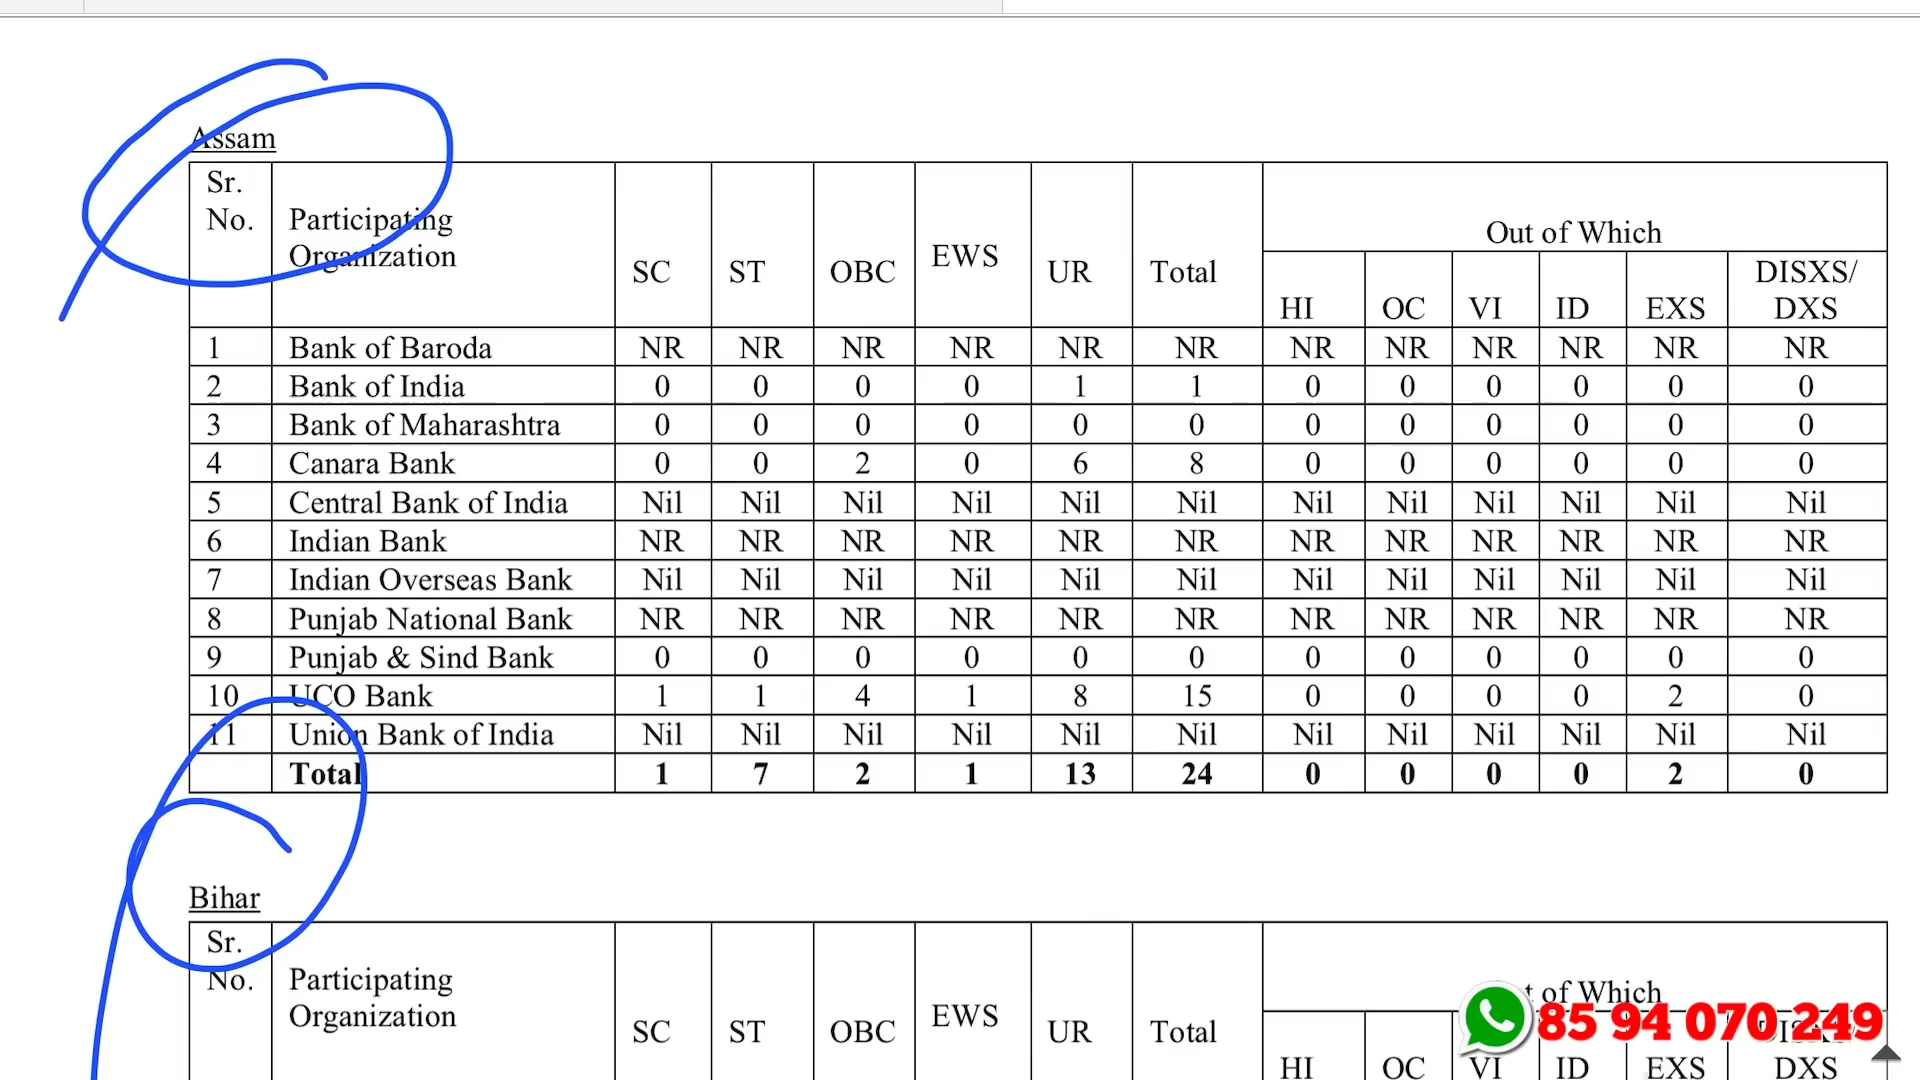 Assam
Sr. No. Participating Organization SC ST OBC EWS UR Total Out of Which
HI OC VI ID EXS DISXS/ DXS
1 Bank of Baroda NR NR NR NR NR NR NR NR NR NR NR NR
2 Bank of India 0 0 0 0 1 1 0 0 0 0 0 0
3 Bank of Maharashtra 0 0 0 0 0 0 0 0 0 0 0 0
4 Canara Bank 0 0 2 0 6 8 0 0 0 0 0 0
5 Central Bank of India Nil Nil Nil Nil Nil Nil Nil Nil Nil Nil Nil Nil
6 Indian Bank NR NR NR NR NR NR NR NR NR NR NR NR
7 Indian Overseas Bank Nil Nil Nil Nil Nil Nil Nil Nil Nil Nil Nil Nil
8 Punjab National Bank NR NR NR NR NR NR NR NR NR NR NR NR
9 Punjab & Sind Bank 0 0 0 0 0 0 0 0 0 0 0 0
10 UCO Bank 1 1 4 1 8 15 0 0 0 0 2 0
11 Union Bank of India Nil Nil Nil Nil Nil Nil Nil Nil Nil Nil Nil Nil
Total 1 7 2 1 13 24 0 0 0 0 2 0
Bihar
Sr. No. Participating Organization SC ST OBC EWS UR Total of Which
HI OC VI ID EXS DXS
85 94 070 249